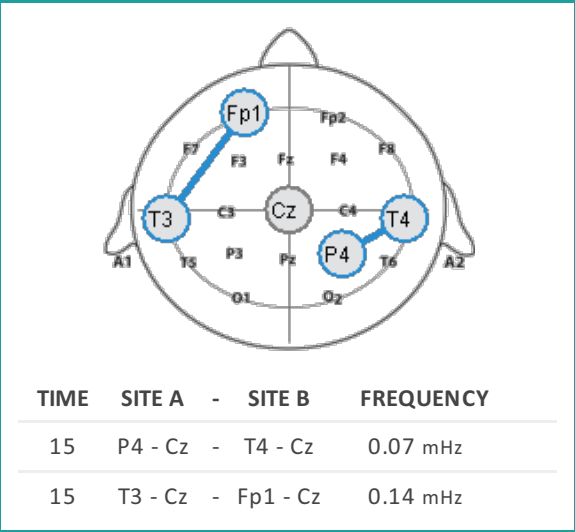 Fp1 Fp2
F7 F3 Fz F4 F8
T3 C3 Cz C4 T4
A1 T5 P3 Pz P4 T6 A2
O1 O2
TIME SITE A - SITE B FREQUENCY
15 P4 - Cz - T4 - Cz 0.07 mHz
15 T3 - Cz - Fp1 - Cz 0.14 mHz